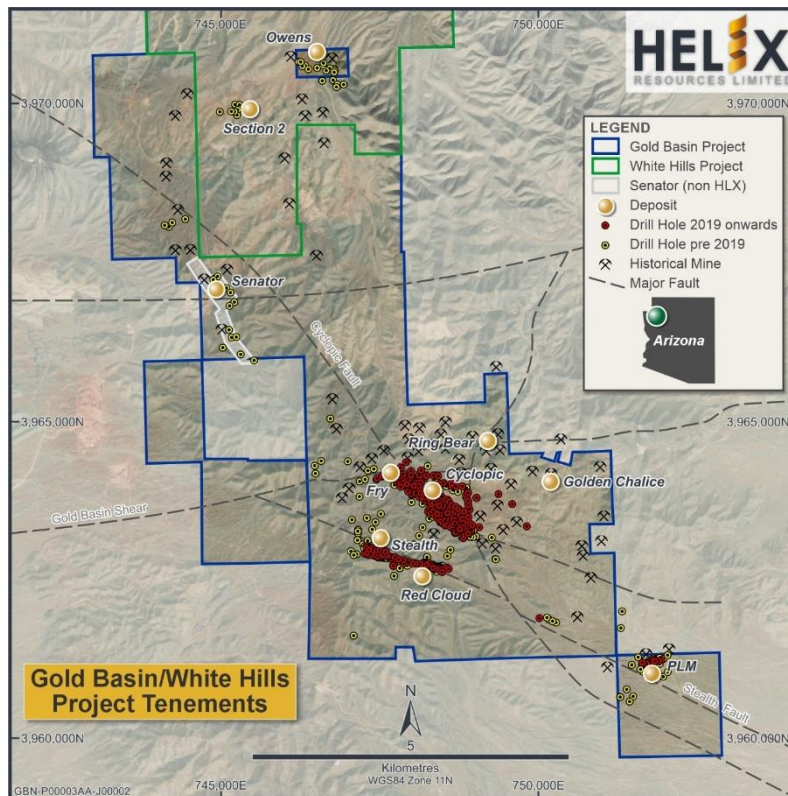 745,000N
750,000N
HELIX
RESOURCES LIMITED
Owens
3,970,000N
3,970,000N
Section 2
LEGEND
Gold Basin Project
White Hills Project
Senator (non HLX)
Deposit
Drill Hole 2019 onwards
Drill Hole pre 2019
Historical Mine
Major Fault
Arizona
Senator
Cyclopic Fault
3,965,000N
3,965,000N
Ring Bear
Cyclopic
Fry
Golden Chalice
Gold Basin Shear
Stealth
Red Cloud
PLM
Stealth Fault
Gold Basin/White Hills
Project Tenements
N
5
3,960,000N
3,960,000N
Kilometres
WGS84 Zone 11N
745,000N
750,000N
GBN-P00003AA-J00002